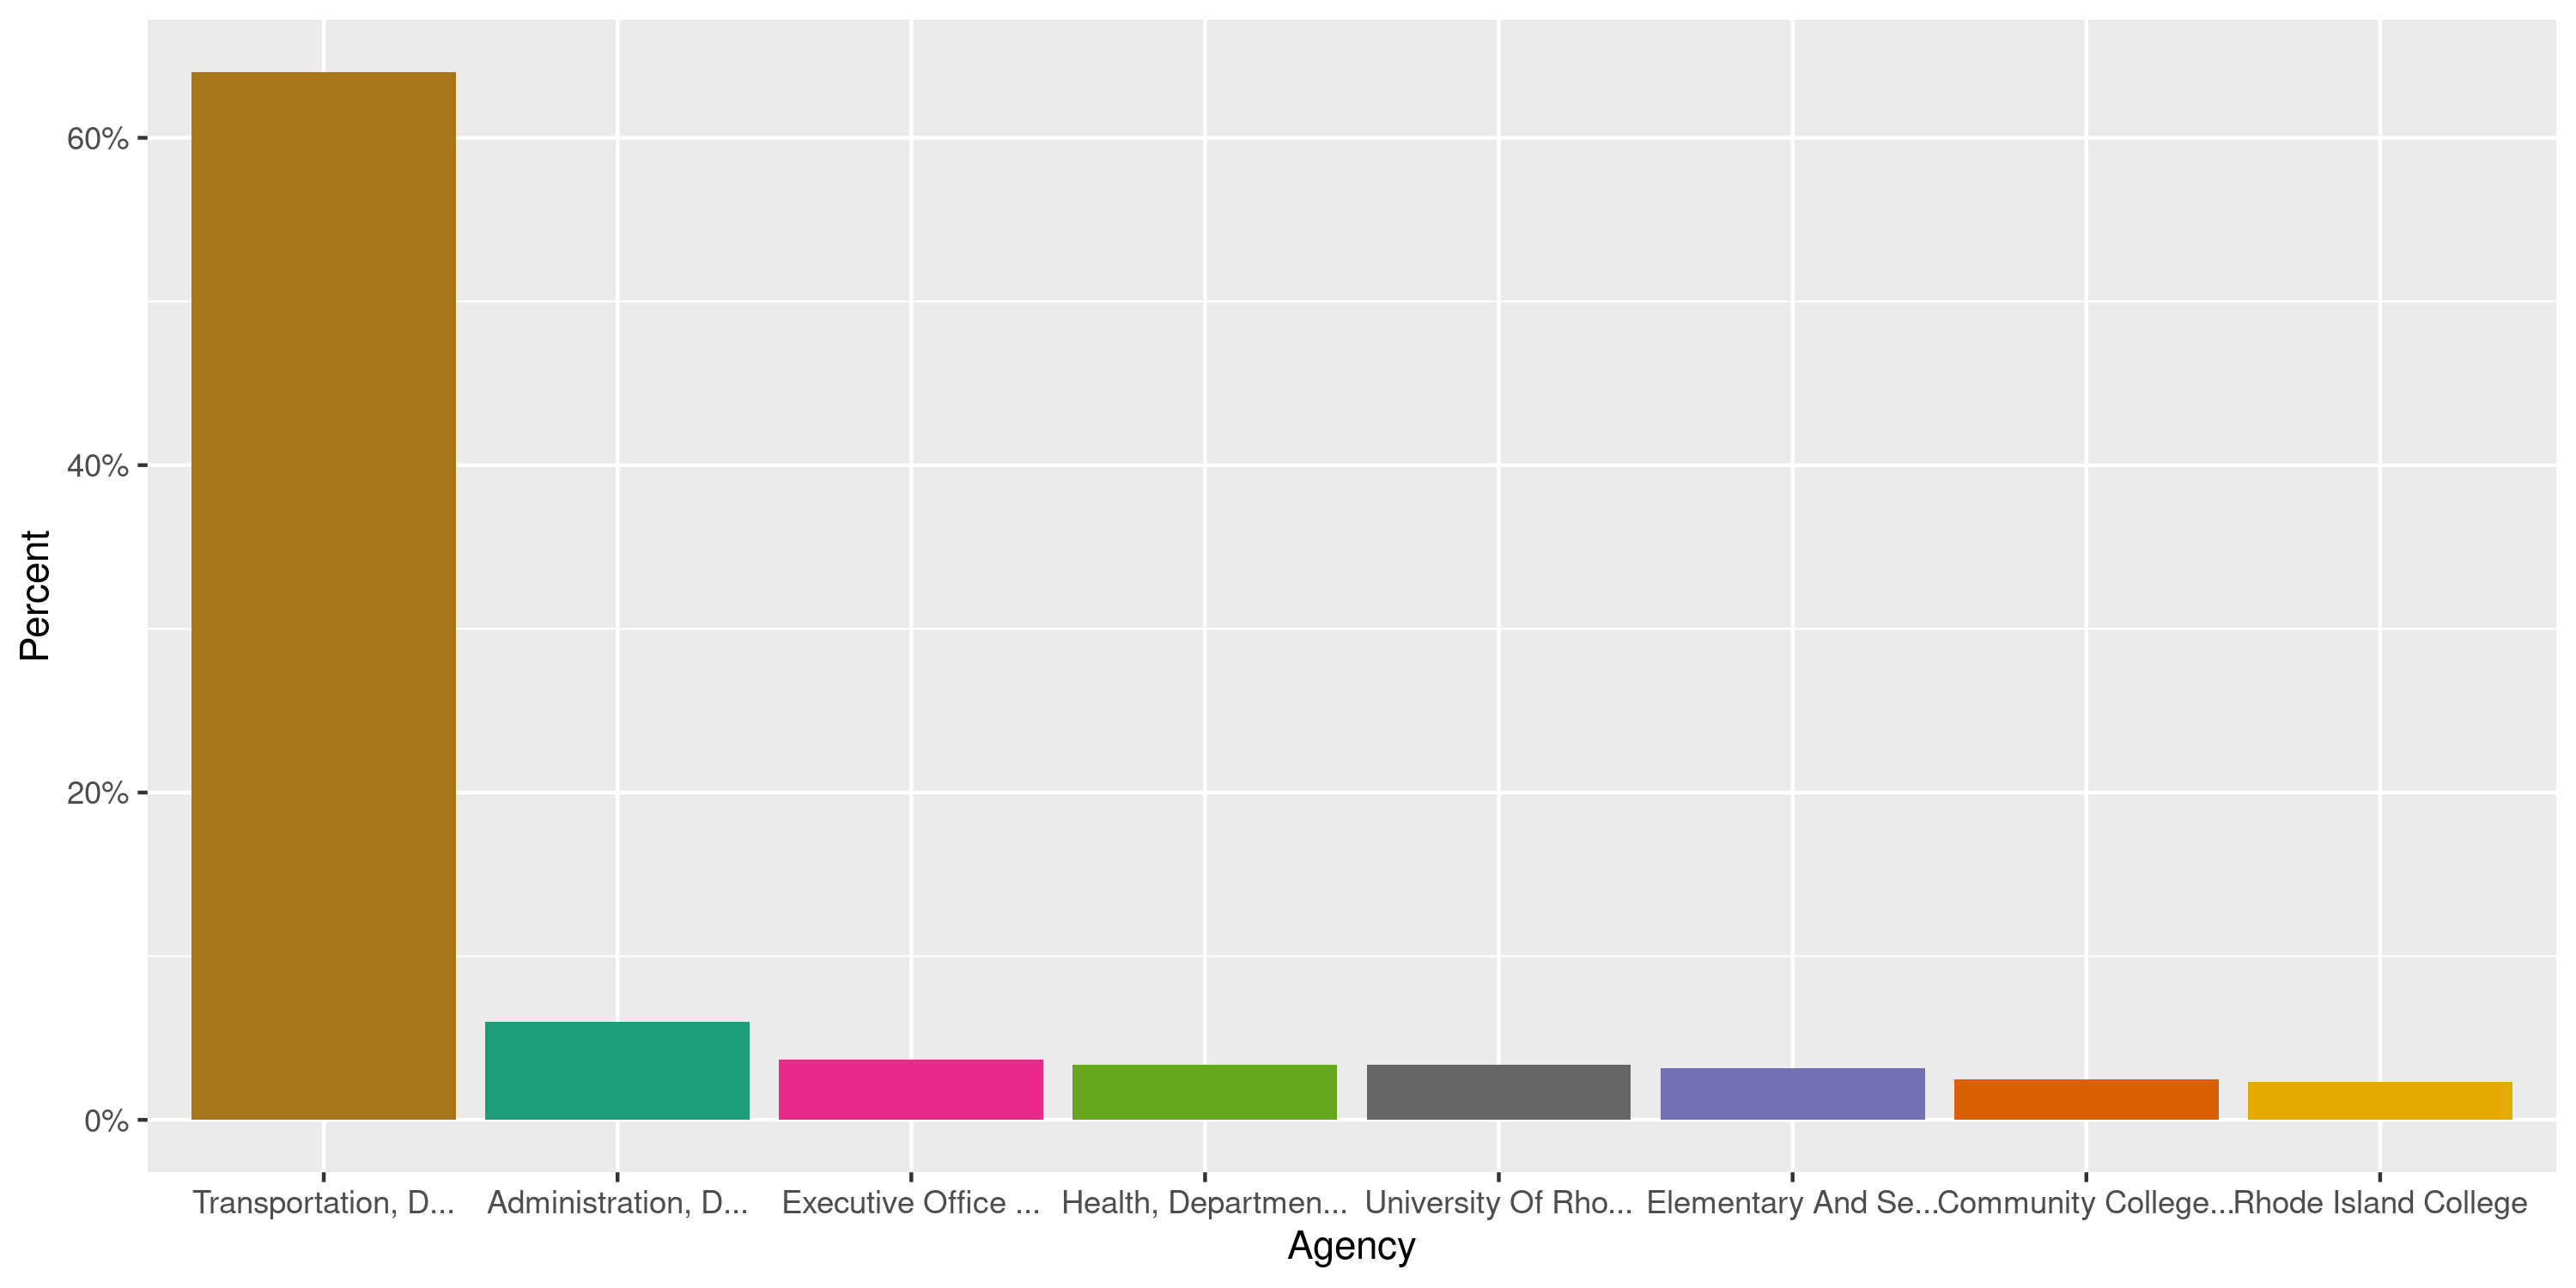 60%
40%
20%
0%
Percent
Transportation, D...
Administration, D...
Executive Office ...
Health, Departmen...
University Of Rho...
Elementary And Se...
Community College...
Rhode Island College
Agency